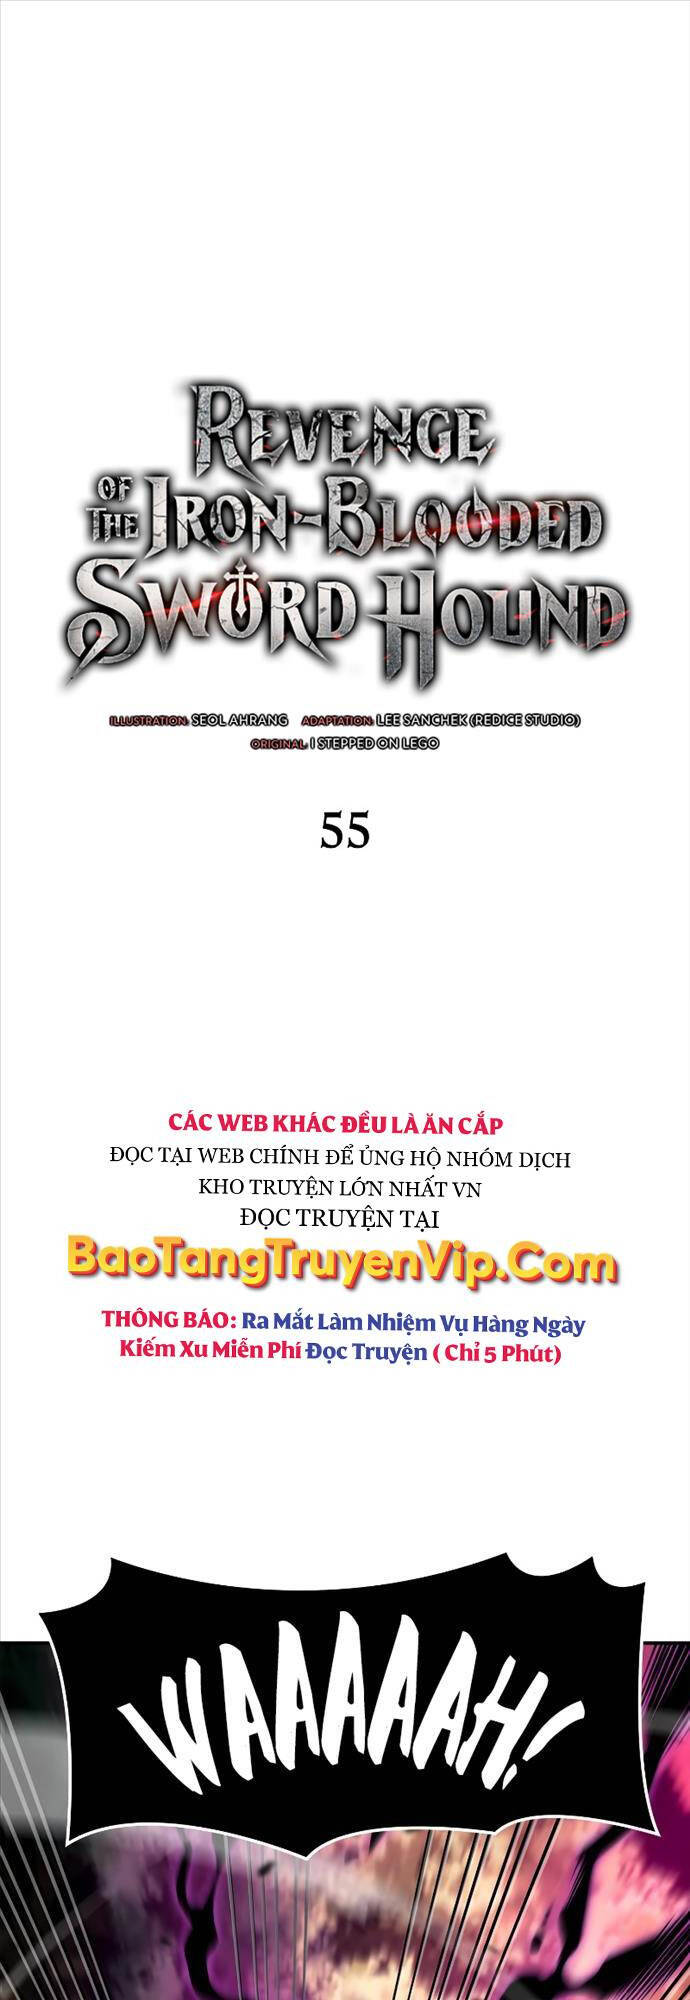 REVENGE
OF THE IRON-BLOODED
SWORD HOUND
ILLUSTRATION: SEOL AHRANG ADAPTATION: LEE SANCHEK (REDICE STUDIO)
ORIGINAL: I STEPPED ON LEGO
55
CÁC WEB KHÁC ĐỀU LÀ ĂN CẮP
ĐỌC TẠI WEB CHÍNH ĐỂ ỦNG HỘ NHÓM DỊCH
KHO TRUYỆN LỚN NHẤT VN
ĐỌC TRUYỆN TẠI
BaoTangTruyenVip.Com
THÔNG BÁO: Ra Mắt Làm Nhiệm Vụ Hàng Ngày
Kiếm Xu Miễn Phí Đọc Truyện ( Chỉ 5 Phút)
WAAAAAAH!